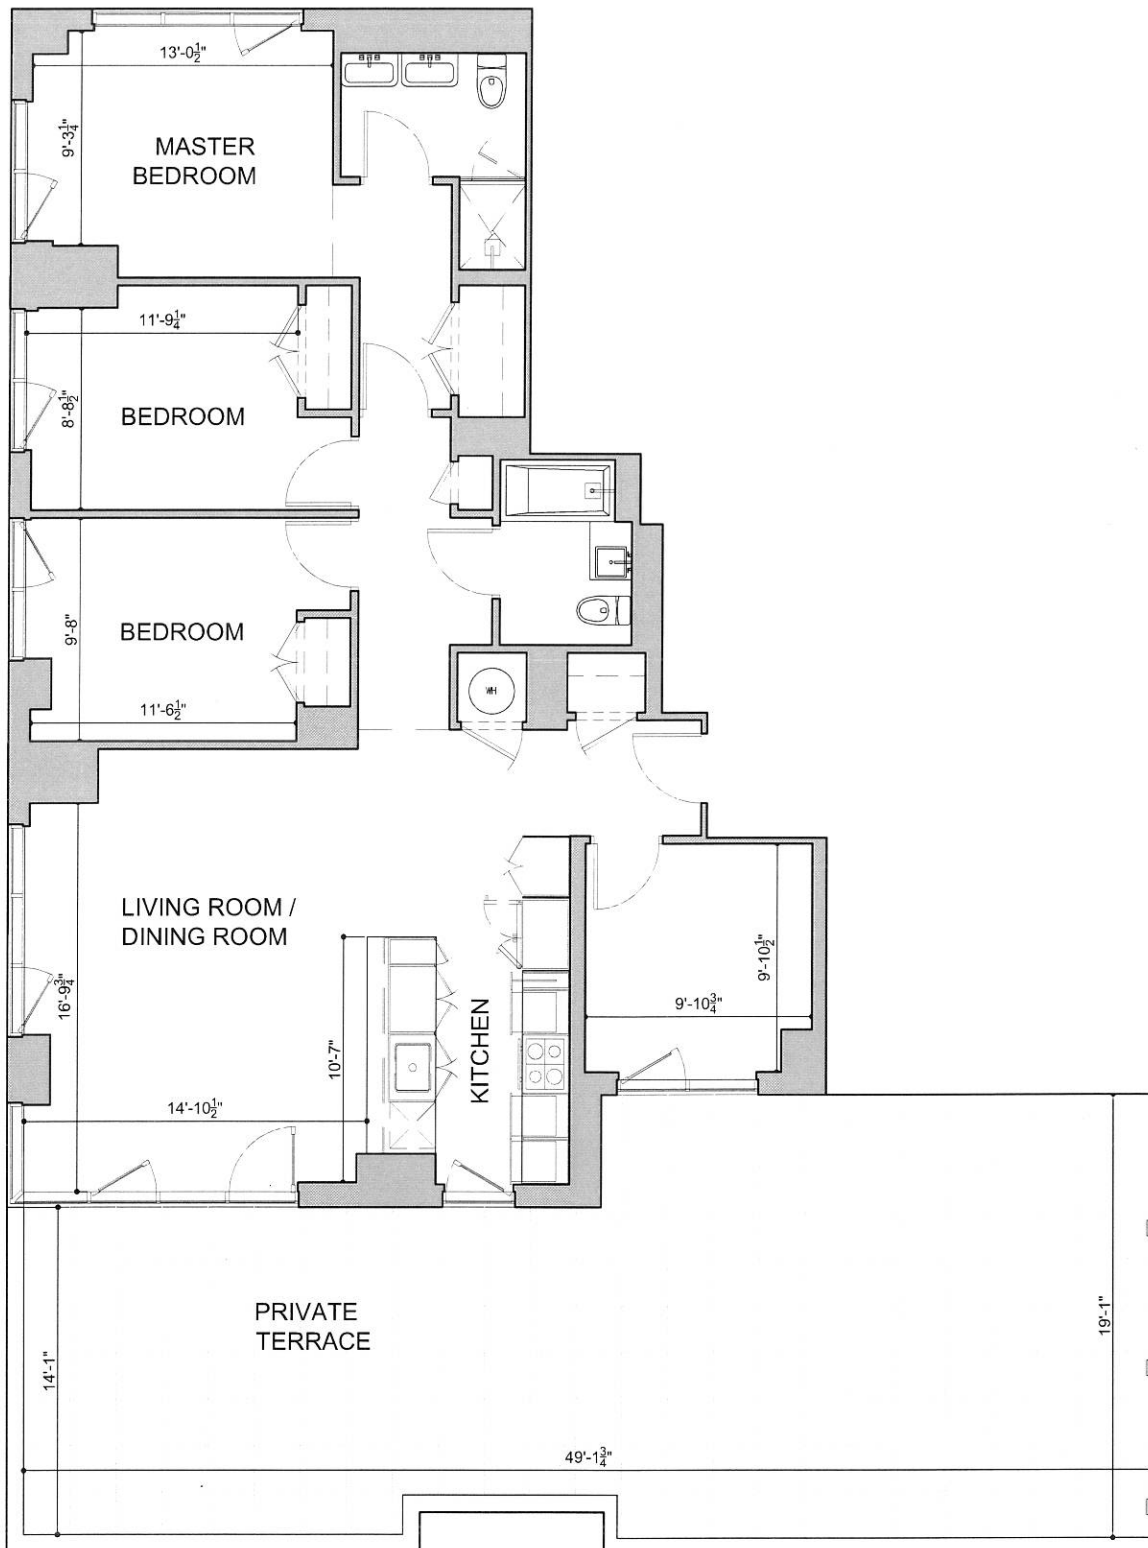 13'-0½"
9'-3¼"
MASTER
BEDROOM
11'-9¼"
8'-8½"
BEDROOM
9'-8"
BEDROOM
11'-6½"
WH
LIVING ROOM /
DINING ROOM
16'-9¾"
10'-7"
KITCHEN
14'-10½"
9'-10½"
9'-10¾"
PRIVATE
TERRACE
14'-1"
19'-1"
49'-1¾"